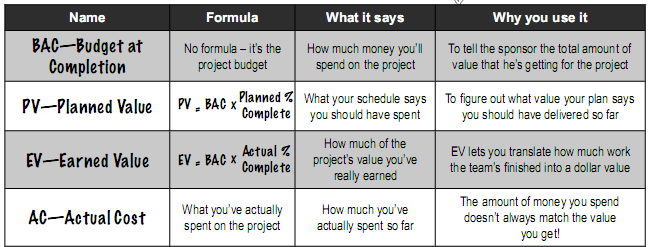 Name Formula What it says Why you use it
BAC—Budget at
Completion
No formula – it's the
project budget
How much money you'll
spend on the project
To tell the sponsor the total amount of
value that he's getting for the project
PV—Planned Value
PV = BAC x Planned %
Complete
What your schedule says
you should have spent
To figure out what value your plan says
you should have delivered so far
EV—Earned Value
EV = BAC x Actual %
Complete
How much of the
project's value you've
really earned
EV lets you translate how much work
the team's finished into a dollar value
AC—Actual Cost
What you've actually
spent on the project
How much you've
actually spent so far
The amount of money you spend
doesn't always match the value
you get!